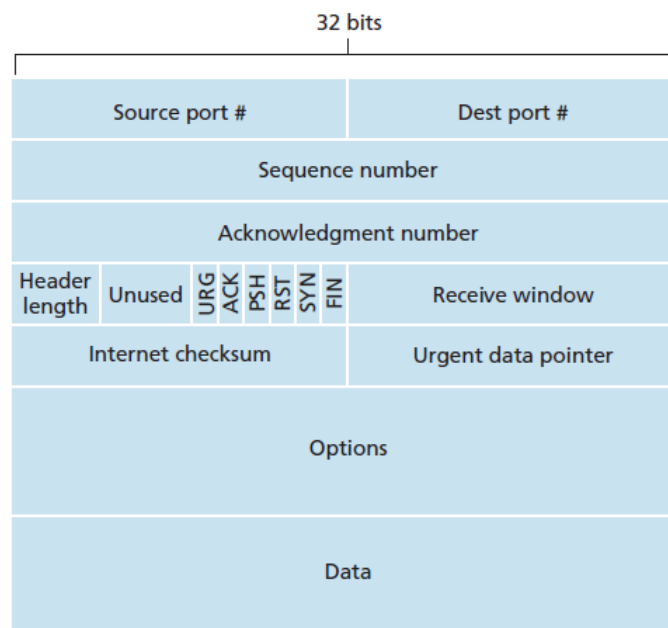 32 bits
Source port #
Dest port #
Sequence number
Acknowledgment number
Header
length
Unused
URG
ACK
PSH
RST
SYN
FIN
Receive window
Internet checksum
Urgent data pointer
Options
Data